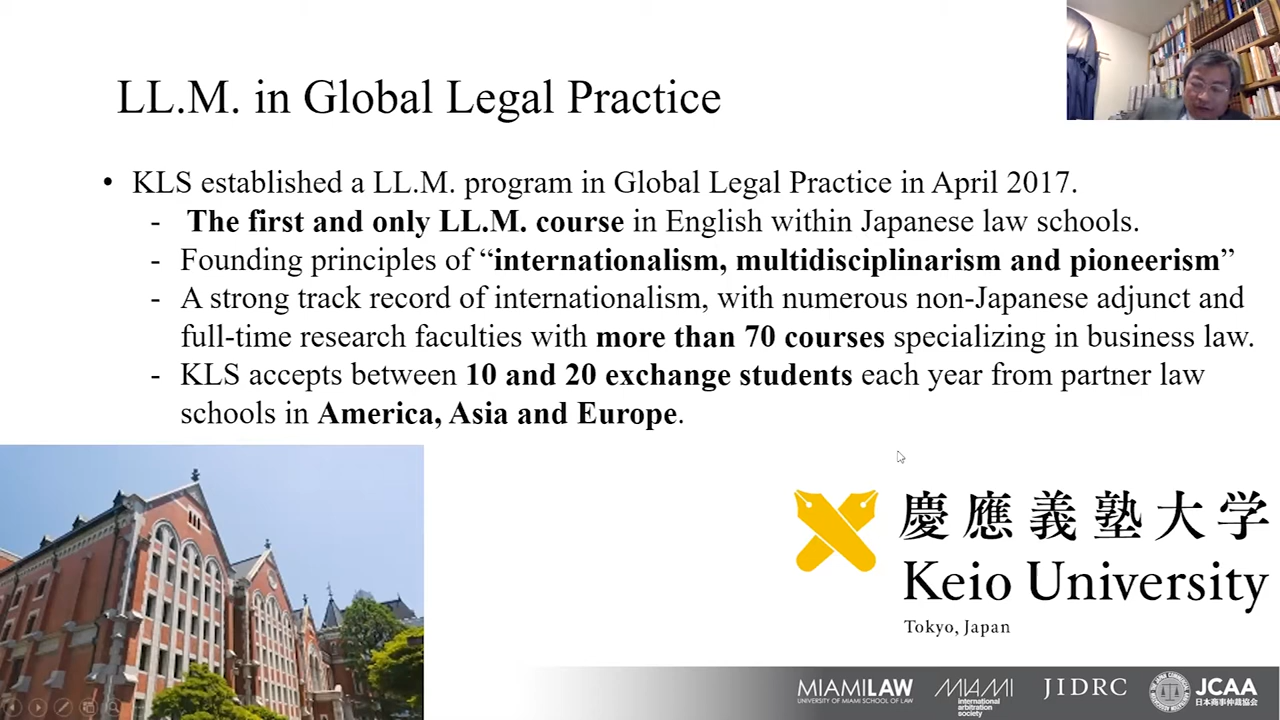 LL.M. in Global Legal Practice
• KLS established a LL.M. program in Global Legal Practice in April 2017.
- The first and only LL.M. course in English within Japanese law schools.
- Founding principles of “internationalism, multidisciplinarism and pioneerism”
- A strong track record of internationalism, with numerous non-Japanese adjunct and
full-time research faculties with more than 70 courses specializing in business law.
- KLS accepts between 10 and 20 exchange students each year from partner law
schools in America, Asia and Europe.
慶應義塾大学
Keio University
Tokyo, Japan
MIAMILAW
UNIVERSITY OF MIAMI SCHOOL OF LAW
MIAMI
international
arbitration
society
JIDRC
JCAA
日本商事仲裁協会